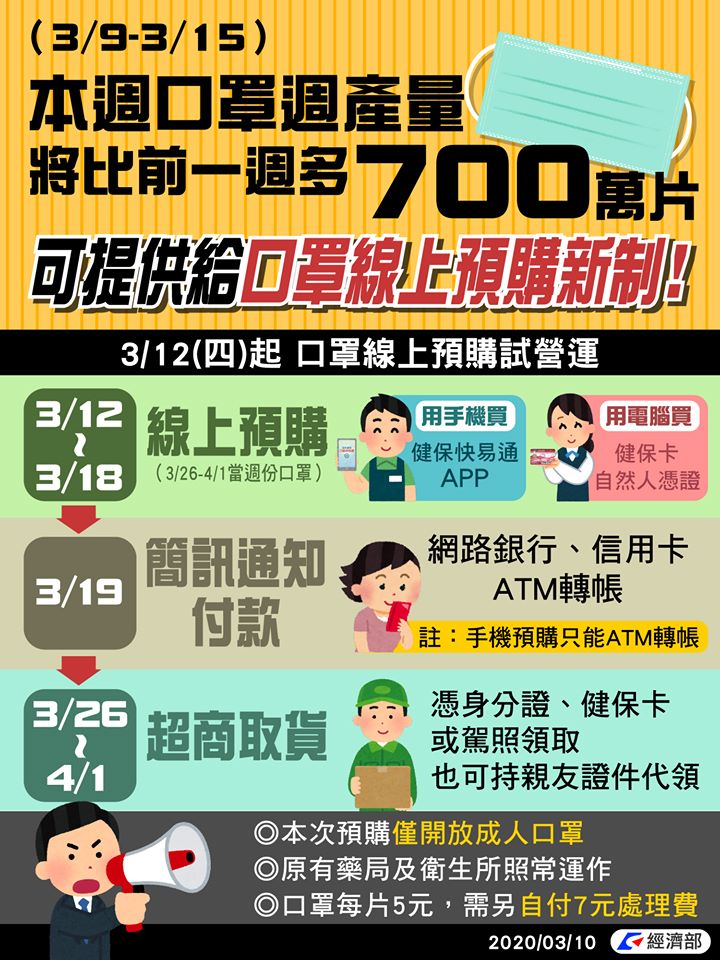 (3/9-3/15)
本週口罩週產量
將比前一週多700萬片
可提供給口罩線上預購新制!
3/12(四)起 口罩線上預購試營運
3/12
~
3/18
線上預購
(3/26-4/1當週份口罩)
用手機買
健保快易通
APP
用電腦買
健保卡
自然人憑證
3/19
簡訊通知
付款
網路銀行、信用卡
ATM轉帳
註：手機預購只能ATM轉帳
3/26
~
4/1
超商取貨
憑身分證、健保卡
或駕照領取
也可持親友證件代領
◎本次預購僅開放成人口罩
◎原有藥局及衛生所照常運作
◎口罩每片5元，需另自付7元處理費
2020/03/10 經濟部